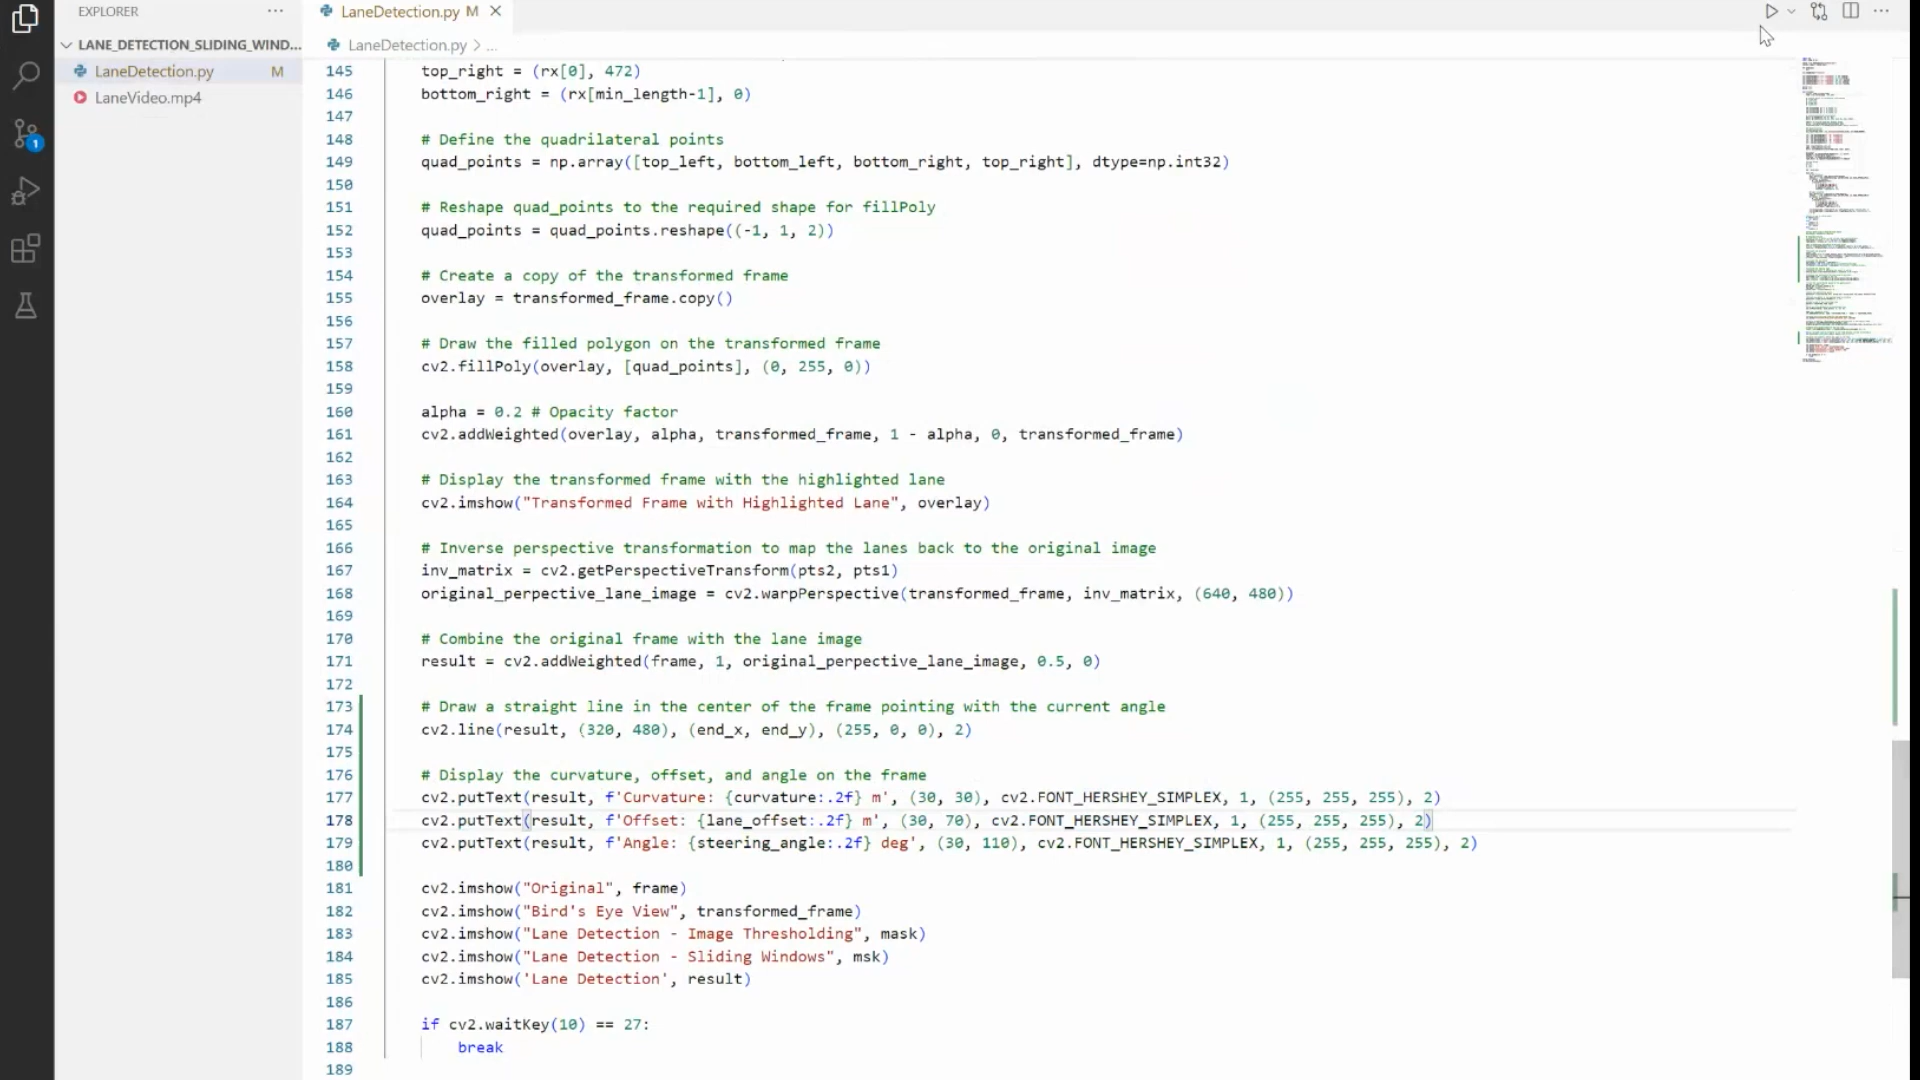 EXPLORER
LaneDetection.py M
LANE_DETECTION_SLIDING_WIND...
LaneDetection.py > ...
LaneDetection.py M
LaneVideo.mp4
1
145 top_right = (rx[0], 472)
146 bottom_right = (rx[min_length-1], 0)
147
148 # Define the quadrilateral points
149 quad_points = np.array([top_left, bottom_left, bottom_right, top_right], dtype=np.int32)
150
151 # Reshape quad_points to the required shape for fillPoly
152 quad_points = quad_points.reshape((-1, 1, 2))
153
154 # Create a copy of the transformed frame
155 overlay = transformed_frame.copy()
156
157 # Draw the filled polygon on the transformed frame
158 cv2.fillPoly(overlay, [quad_points], (0, 255, 0))
159
160 alpha = 0.2 # Opacity factor
161 cv2.addWeighted(overlay, alpha, transformed_frame, 1 - alpha, 0, transformed_frame)
162
163 # Display the transformed frame with the highlighted lane
164 cv2.imshow("Transformed Frame with Highlighted Lane", overlay)
165
166 # Inverse perspective transformation to map the lanes back to the original image
167 inv_matrix = cv2.getPerspectiveTransform(pts2, pts1)
168 original_perpective_lane_image = cv2.warpPerspective(transformed_frame, inv_matrix, (640, 480))
169
170 # Combine the original frame with the lane image
171 result = cv2.addWeighted(frame, 1, original_perpective_lane_image, 0.5, 0)
172
173 # Draw a straight line in the center of the frame pointing with the current angle
174 cv2.line(result, (320, 480), (end_x, end_y), (255, 0, 0), 2)
175
176 # Display the curvature, offset, and angle on the frame
177 cv2.putText(result, f'Curvature: {curvature:.2f} m', (30, 30), cv2.FONT_HERSHEY_SIMPLEX, 1, (255, 255, 255), 2)
178 cv2.putText(result, f'Offset: {lane_offset:.2f} m', (30, 70), cv2.FONT_HERSHEY_SIMPLEX, 1, (255, 255, 255), 2)
179 cv2.putText(result, f'Angle: {steering_angle:.2f} deg', (30, 110), cv2.FONT_HERSHEY_SIMPLEX, 1, (255, 255, 255), 2)
180
181 cv2.imshow("Original", frame)
182 cv2.imshow("Bird's Eye View", transformed_frame)
183 cv2.imshow("Lane Detection - Image Thresholding", mask)
184 cv2.imshow("Lane Detection - Sliding Windows", msk)
185 cv2.imshow('Lane Detection', result)
186
187 if cv2.waitKey(10) == 27:
188 break
189